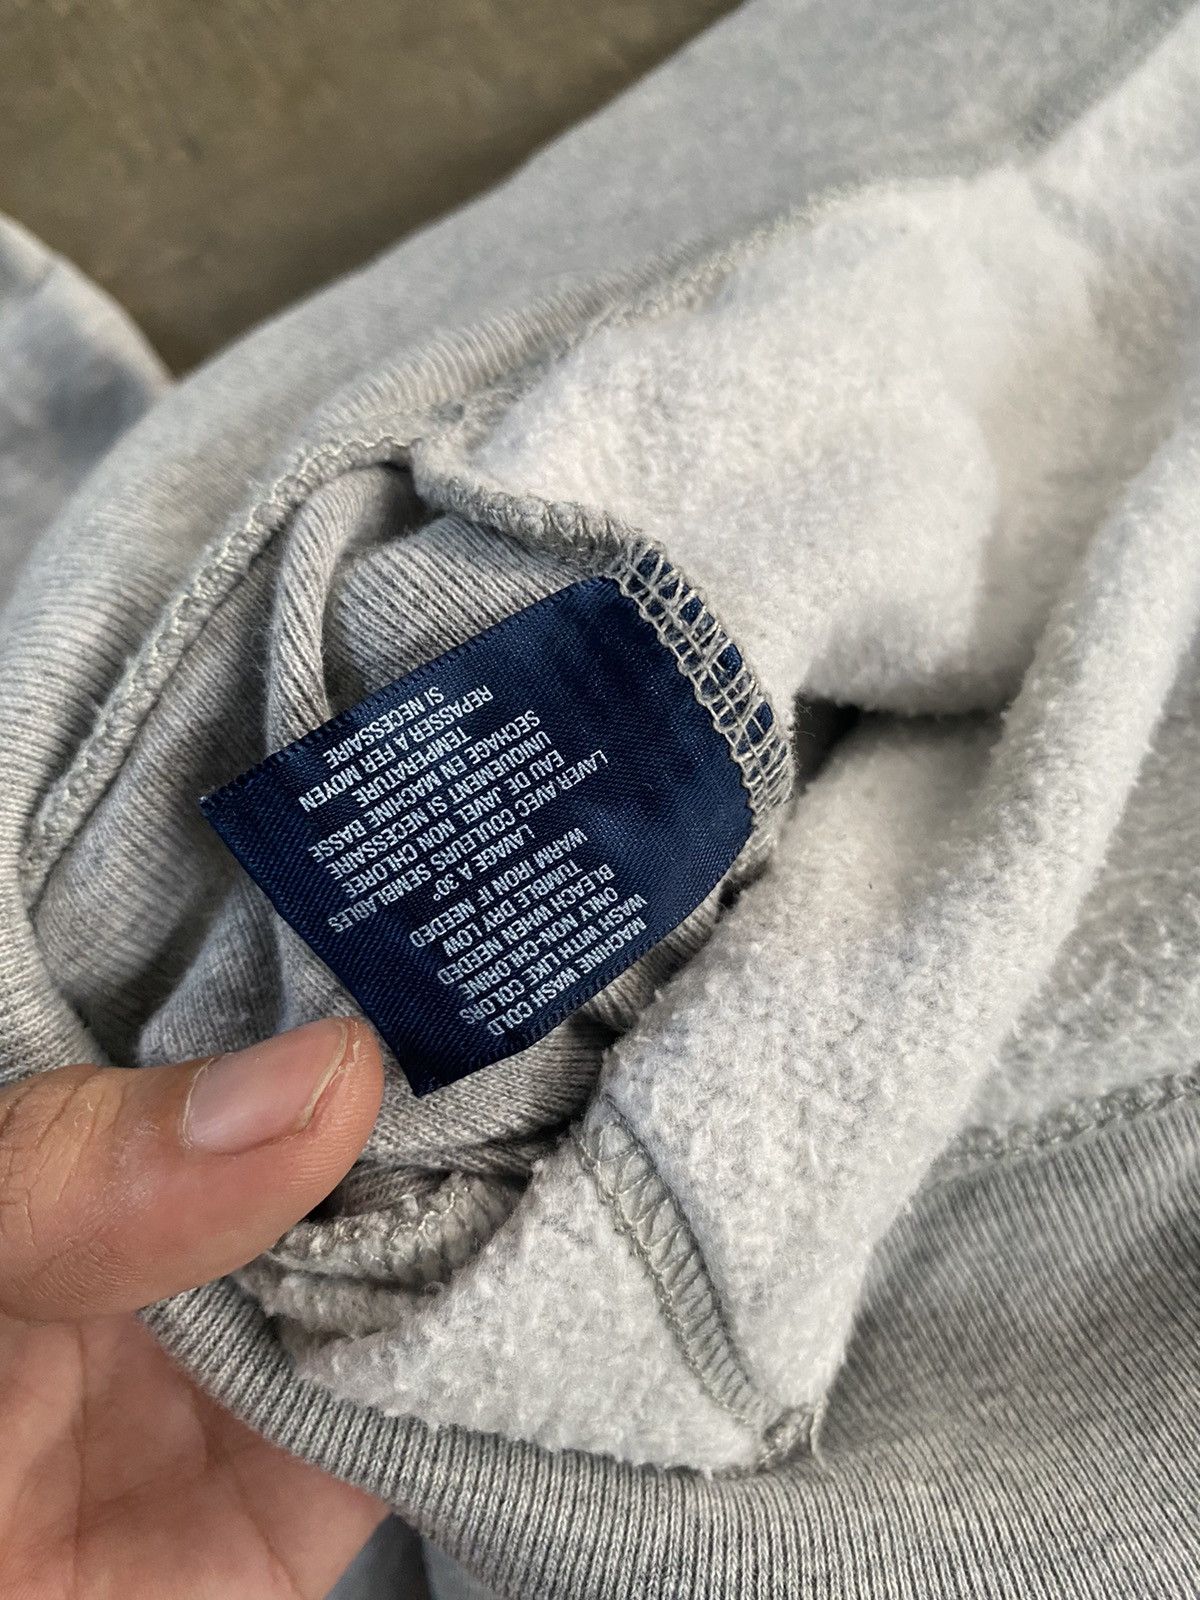 MACHINE WASH COLD
WASH WITH LIKE COLORS
ONLY NON-CHLORINE
BLEACH WHEN NEEDED
TUMBLE DRY LOW
WARM IRON IF NEEDED
LAVAGE A 30°
LAVER AVEC COULEURS SEMBLABLES
EAU DE JAVEL NON CHLOREE
UNIQUEMENT SI NECESSAIRE
SECHAGE EN MACHINE BASSE
TEMPERATURE
REPASSER A FER MOYEN
SI NECESSAIRE